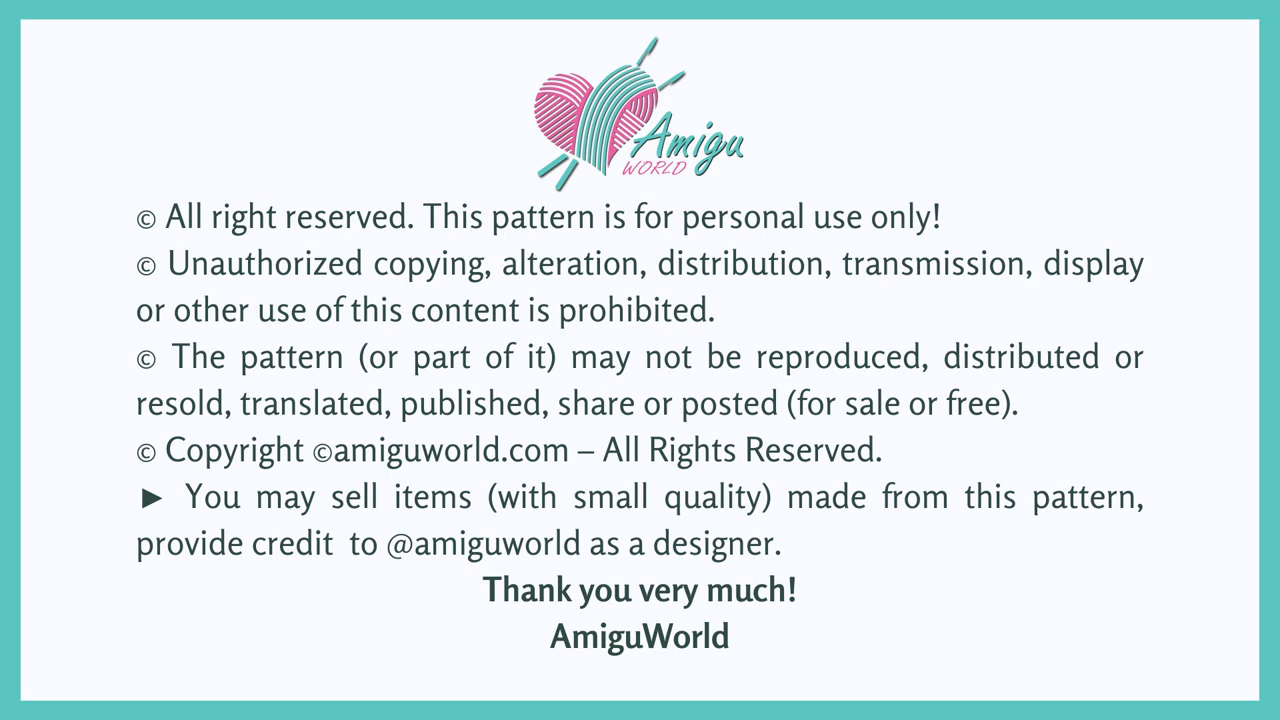 Amigu
WORLD
© All right reserved. This pattern is for personal use only!
© Unauthorized copying, alteration, distribution, transmission, display
or other use of this content is prohibited.
© The pattern (or part of it) may not be reproduced, distributed or
resold, translated, published, share or posted (for sale or free).
© Copyright ©amiguworld.com – All Rights Reserved.
► You may sell items (with small quality) made from this pattern,
provide credit  to @amiguworld as a designer.
Thank you very much!
AmiguWorld